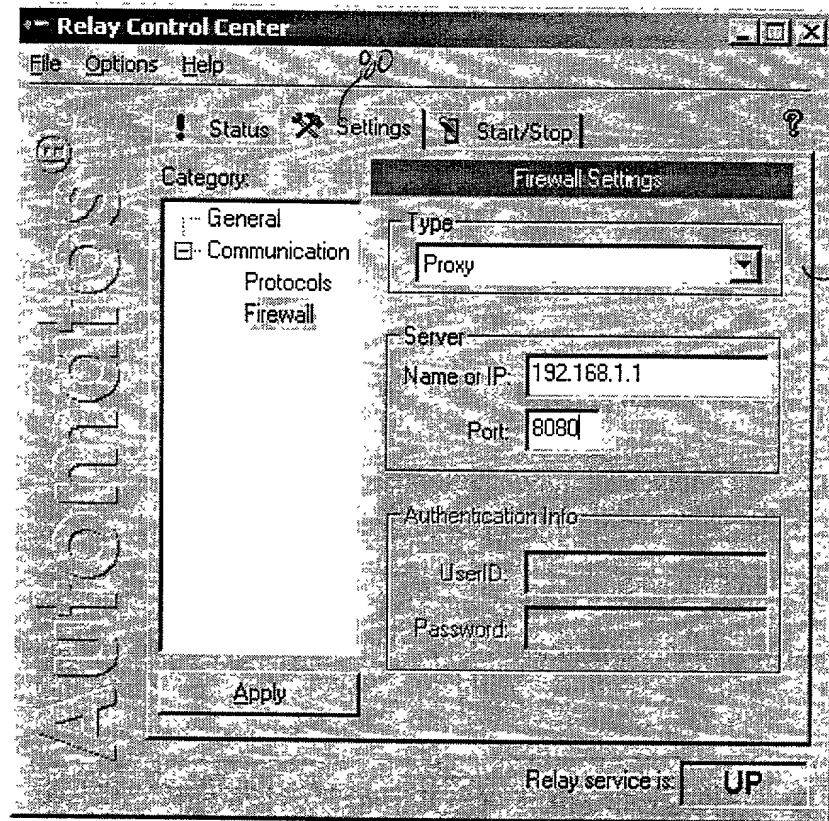 Relay Control Center
File Options Help
90
! Status Settings Start/Stop ?
Automatos®
Category:
General
Communication
Protocols
Firewall
Firewall Settings
Type
Proxy
Server
Name or IP: 192.168.1.1
Port: 8080
Authentication Info
UserID:
Password:
Apply
Relay service is: UP